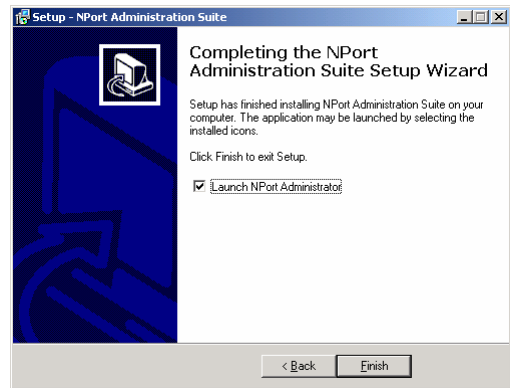 Setup - NPort Administration Suite
Completing the NPort
Administration Suite Setup Wizard
Setup has finished installing NPort Administration Suite on your
computer. The application may be launched by selecting the
installed icons.
Click Finish to exit Setup.
Launch NPort Administrator
< Back
Finish